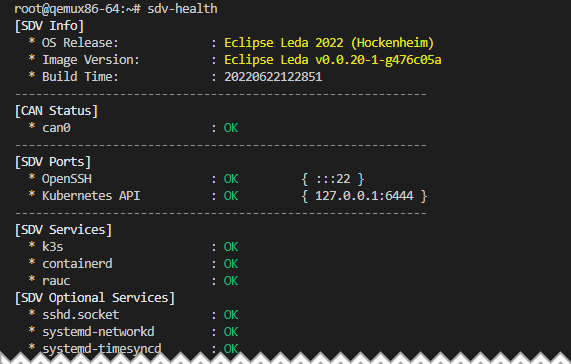 root@qemux86-64:~# sdv-health
[SDV Info]
* OS Release: : Eclipse Leda 2022 (Hockenheim)
* Image Version: : Eclipse Leda v0.0.20-1-g476c05a
* Build Time: : 20220622122851
-----------------------------------------------------------
[CAN Status]
* can0 : OK
-----------------------------------------------------------
[SDV Ports]
* OpenSSH : OK { :::22 }
* Kubernetes API : OK { 127.0.0.1:6444 }
-----------------------------------------------------------
[SDV Services]
* k3s : OK
* containerd : OK
* rauc : OK
[SDV Optional Services]
* sshd.socket : OK
* systemd-networkd : OK
* systemd-timesyncd : OK